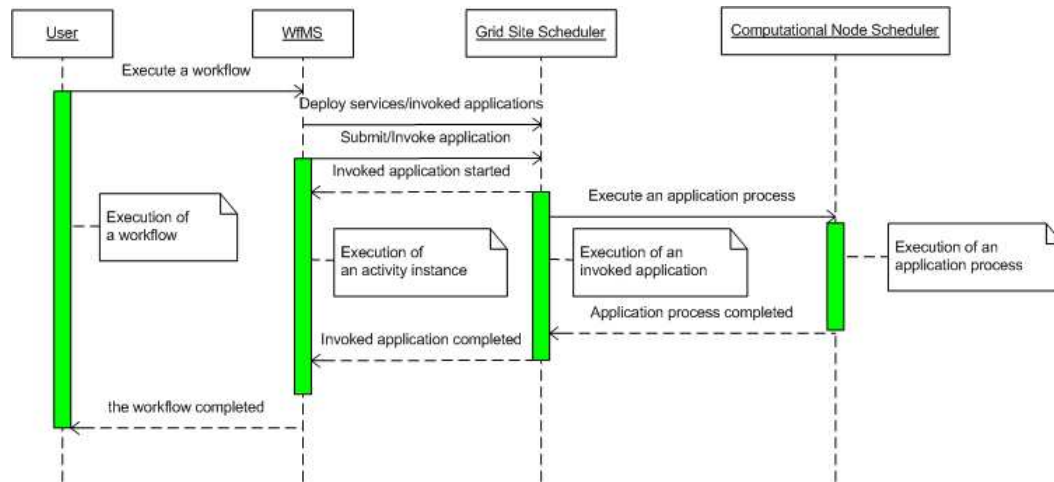 User
WfMS
Grid Site Scheduler
Computational Node Scheduler
Execute a workflow
Deploy services/invoked applications
Submit/Invoke application
Invoked application started
Execute an application process
Execution of
a workflow
Execution of
an activity instance
Execution of an
invoked application
Execution of an
application process
Application process completed
Invoked application completed
the workflow completed